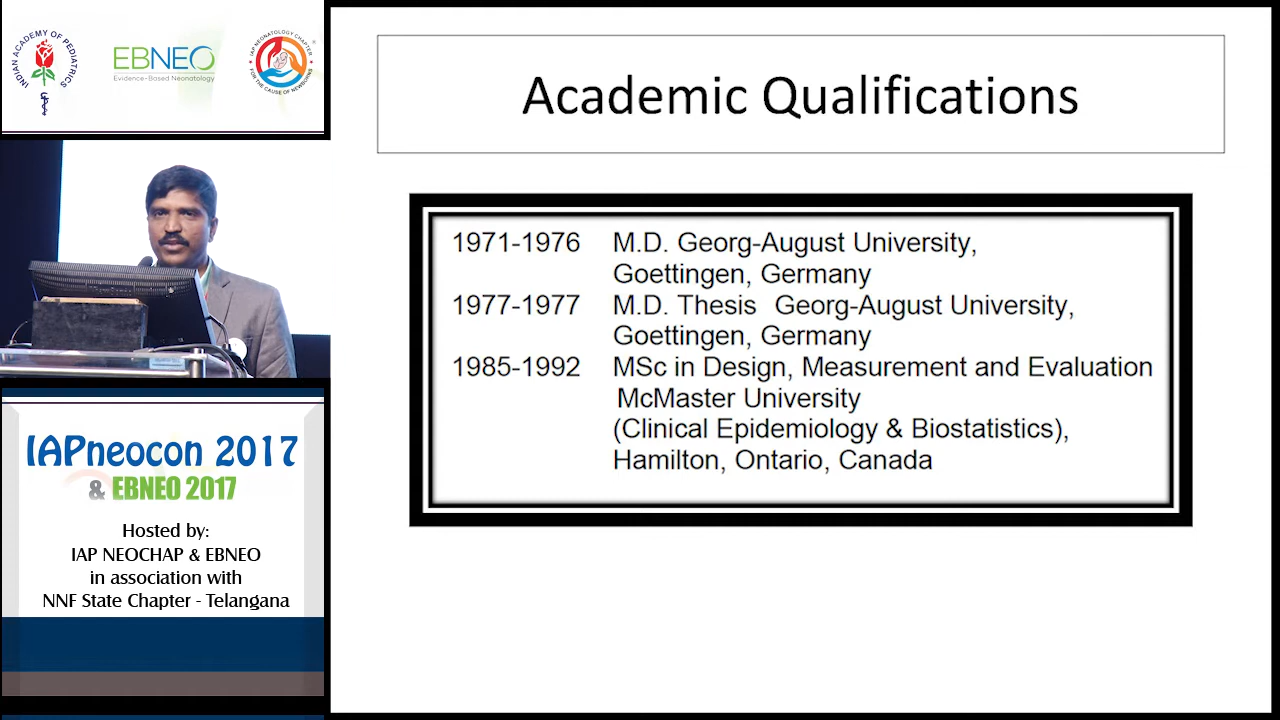 INDIAN ACADEMY OF PEDIATRICS
EBNEO
Evidence-Based Neonatology
IAP NEONATOLOGY CHAPTER
FOR THE CAUSE OF NEWBORNS
IAPneocon 2017
& EBNEO 2017
Hosted by:
IAP NEOCHAP & EBNEO
in association with
NNF State Chapter - Telangana
Academic Qualifications
1971-1976 M.D. Georg-August University,
Goettingen, Germany
1977-1977 M.D. Thesis Georg-August University,
Goettingen, Germany
1985-1992 MSc in Design, Measurement and Evaluation
McMaster University
(Clinical Epidemiology & Biostatistics),
Hamilton, Ontario, Canada